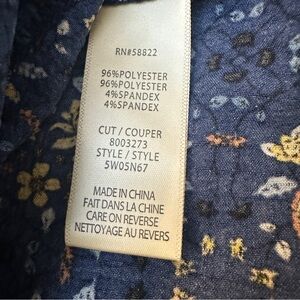 RN#58822
96%POLYESTER
96%POLYESTER
4%SPANDEX
4%SPANDEX
CUT / COUPER
8003273
STYLE / STYLE
5W05N67
MADE IN CHINA
FAIT DANS LA CHINE
CARE ON REVERSE
NETTOYAGE AU REVERS